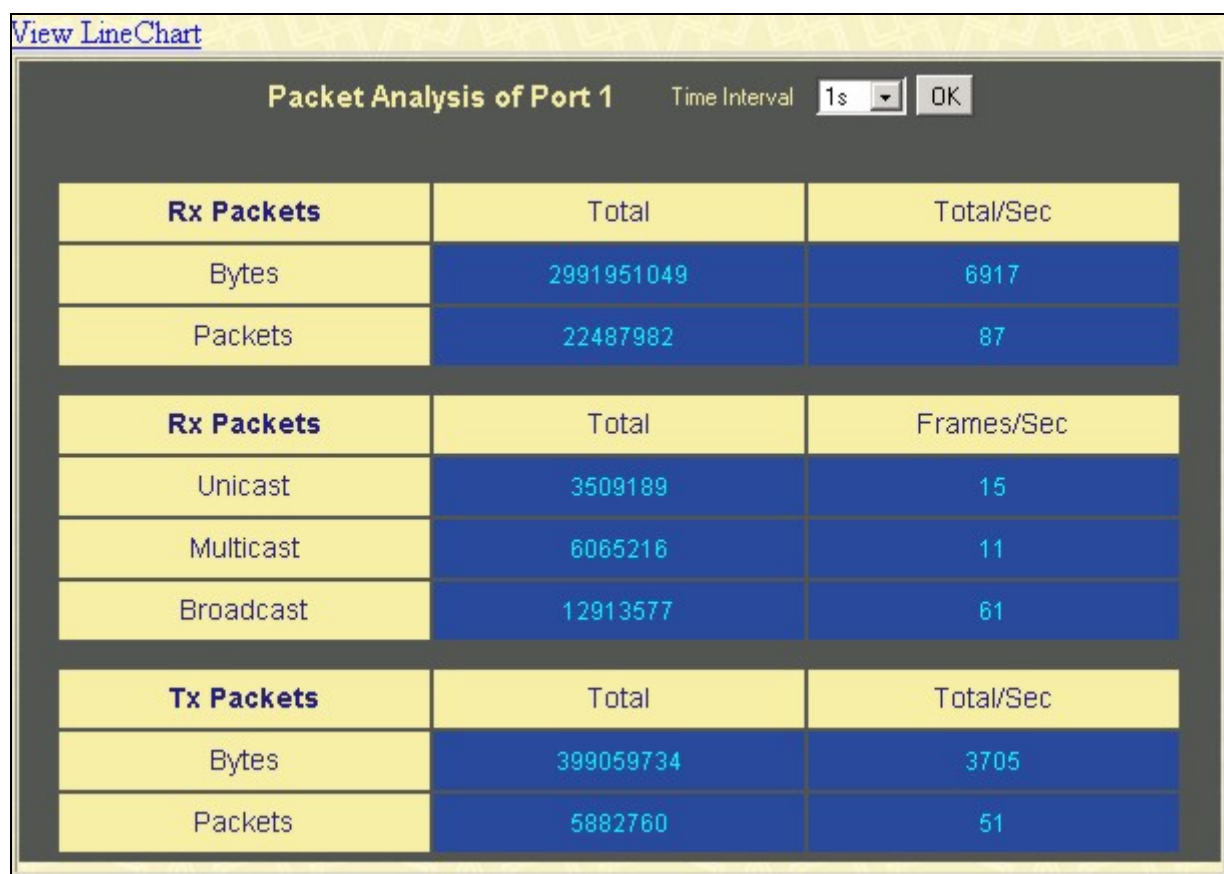 View LineChart
Packet Analysis of Port 1 Time Interval 1s OK
Rx Packets Total Total/Sec
Bytes 2991951049 6917
Packets 22487982 87
Rx Packets Total Frames/Sec
Unicast 3509189 15
Multicast 6065216 11
Broadcast 12913577 61
Tx Packets Total Total/Sec
Bytes 399059734 3705
Packets 5882760 51